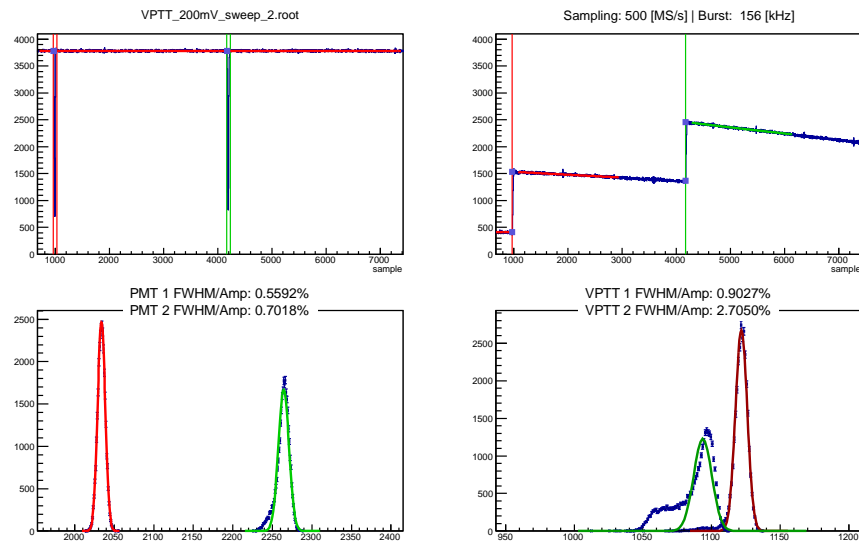 VPTT_200mV_sweep_2.root
4000
3500
3000
2500
2000
1500
1000
500
0
1000 2000 3000 4000 5000 6000 7000
sample
Sampling: 500 [MS/s] | Burst: 156 [kHz]
4000
3500
3000
2500
2000
1500
1000
500
0
1000 2000 3000 4000 5000 6000 7000
sample
PMT 1 FWHM/Amp: 0.5592%
PMT 2 FWHM/Amp: 0.7018%
2500
2000
1500
1000
500
0
2000 2050 2100 2150 2200 2250 2300 2350 2400
VPTT 1 FWHM/Amp: 0.9027%
VPTT 2 FWHM/Amp: 2.7050%
2500
2000
1500
1000
500
0
950 1000 1050 1100 1150 1200